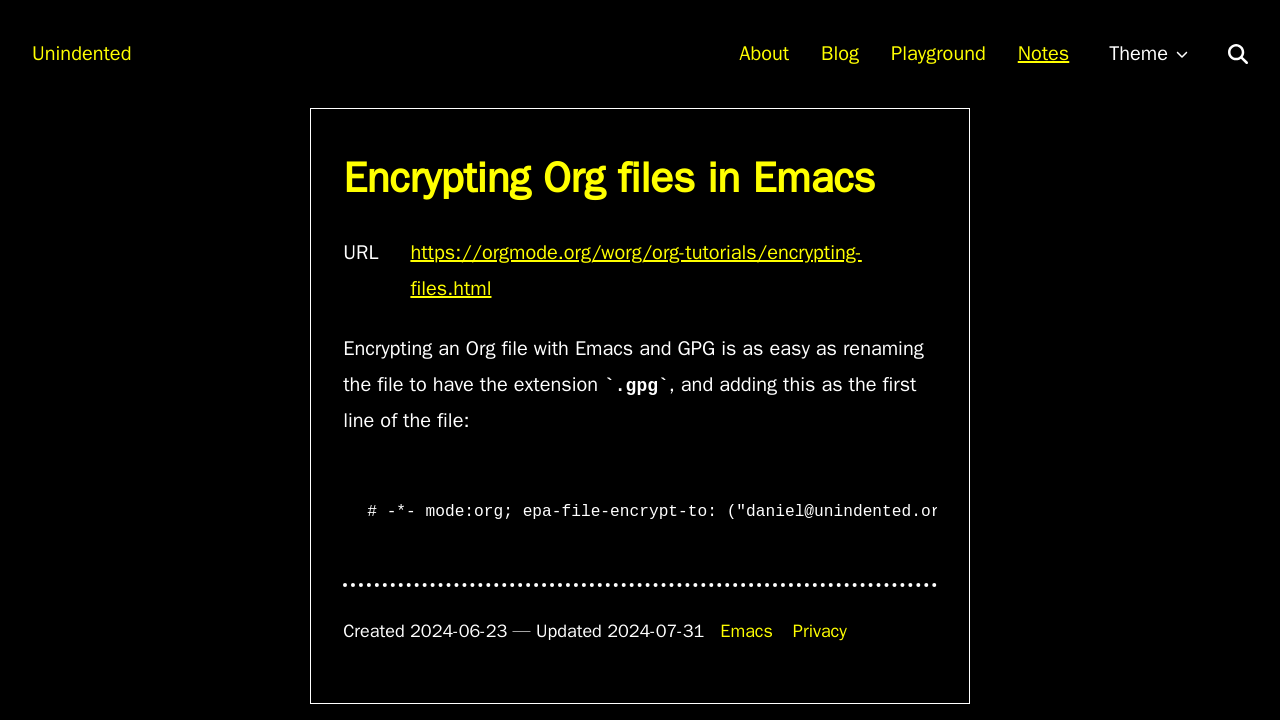 Unindented
About Blog Playground Notes Theme
Encrypting Org files in Emacs
URL https://orgmode.org/worg/org-tutorials/encrypting-
files.html
Encrypting an Org file with Emacs and GPG is as easy as renaming
the file to have the extension `.gpg`, and adding this as the first
line of the file:
# -*- mode:org; epa-file-encrypt-to: ("daniel@unindented.or
Created 2024-06-23 — Updated 2024-07-31 Emacs Privacy